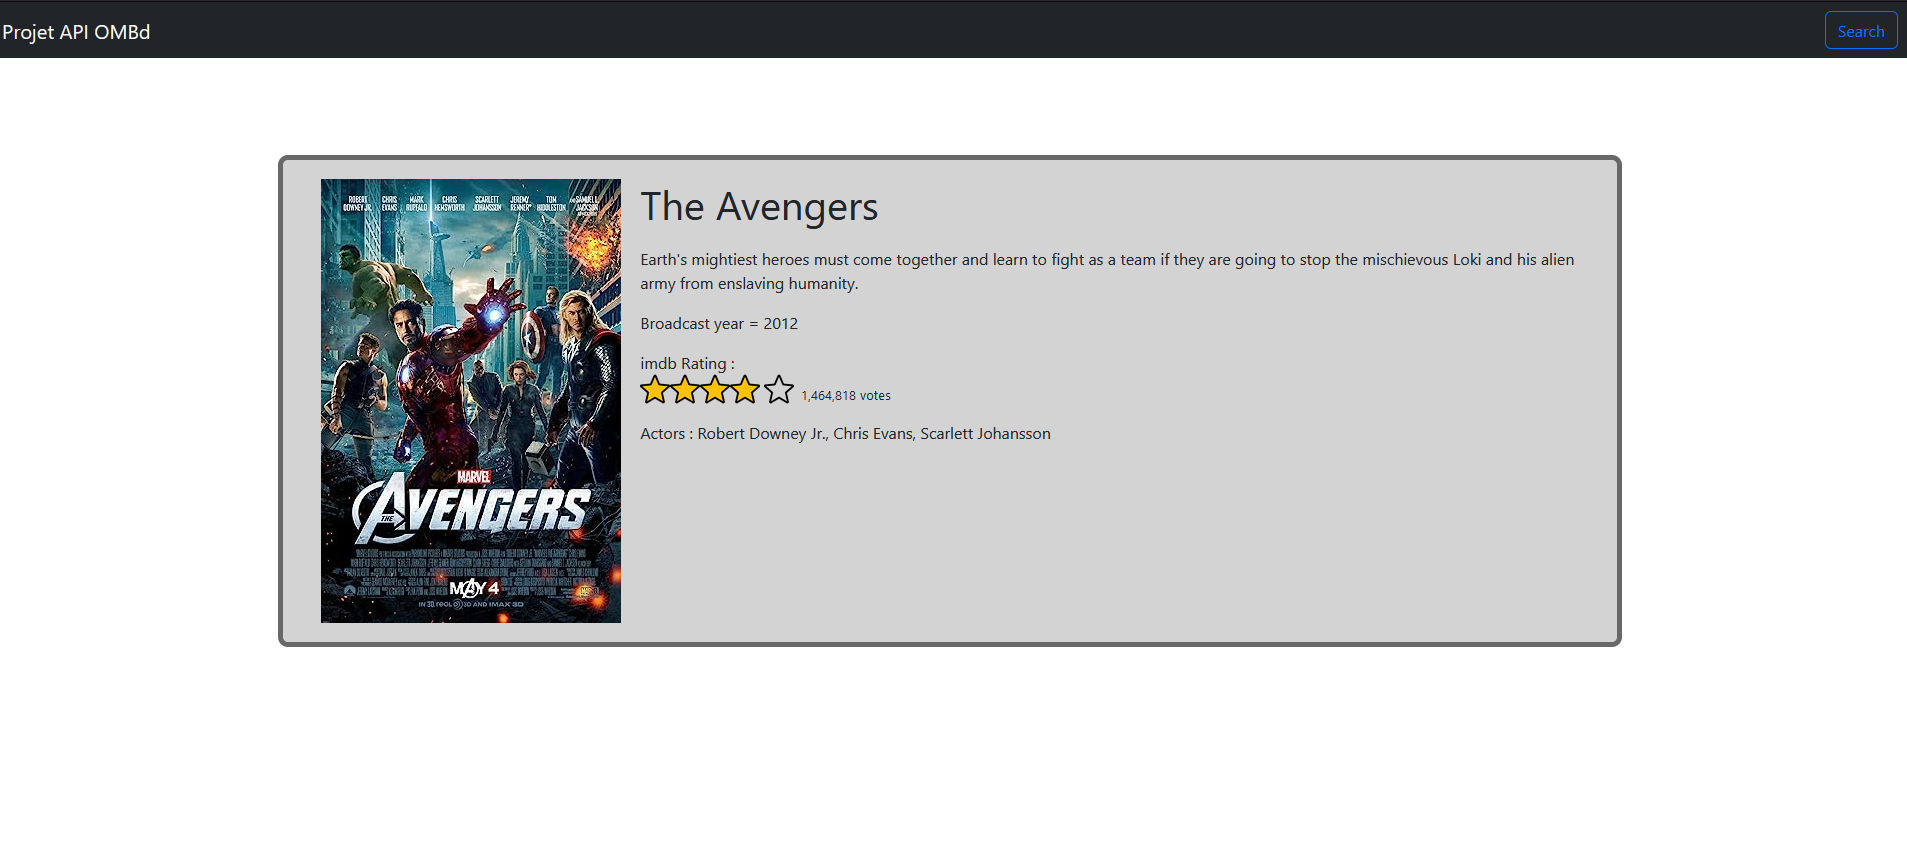 Projet API OMBd
Search
ROBERT DOWNEY JR.
CHRIS EVANS
MARK RUFFALO
CHRIS HEMSWORTH
SCARLETT JOHANSSON
JEREMY RENNER
TOM HIDDLESTON
AND SAMUEL L. JACKSON
MARVEL
THE AVENGERS
MAY 4
IN 3D, REAL D 3D AND IMAX 3D
The Avengers
Earth's mightiest heroes must come together and learn to fight as a team if they are going to stop the mischievous Loki and his alien
army from enslaving humanity.
Broadcast year = 2012
imdb Rating :
1,464,818 votes
Actors : Robert Downey Jr., Chris Evans, Scarlett Johansson